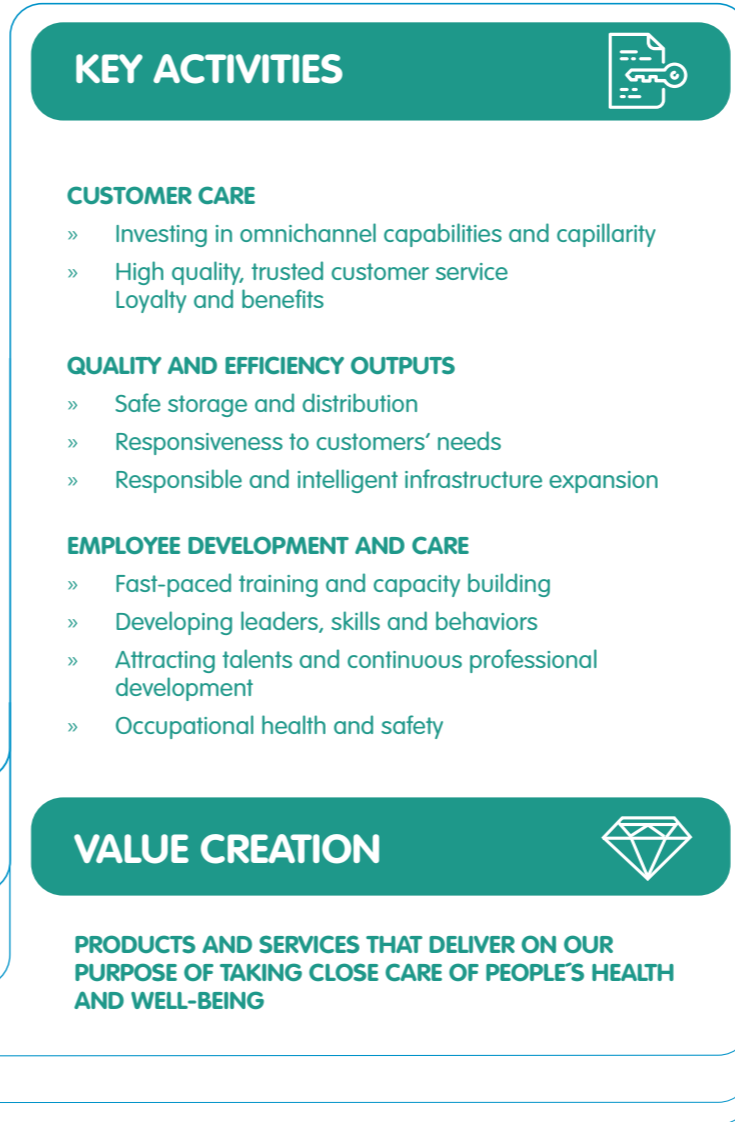 KEY ACTIVITIES
CUSTOMER CARE
» Investing in omnichannel capabilities and capillarity
» High quality, trusted customer service
Loyalty and benefits
QUALITY AND EFFICIENCY OUTPUTS
» Safe storage and distribution
» Responsiveness to customers’ needs
» Responsible and intelligent infrastructure expansion
EMPLOYEE DEVELOPMENT AND CARE
» Fast-paced training and capacity building
» Developing leaders, skills and behaviors
» Attracting talents and continuous professional
development
» Occupational health and safety
VALUE CREATION
PRODUCTS AND SERVICES THAT DELIVER ON OUR
PURPOSE OF TAKING CLOSE CARE OF PEOPLE´S HEALTH
AND WELL-BEING